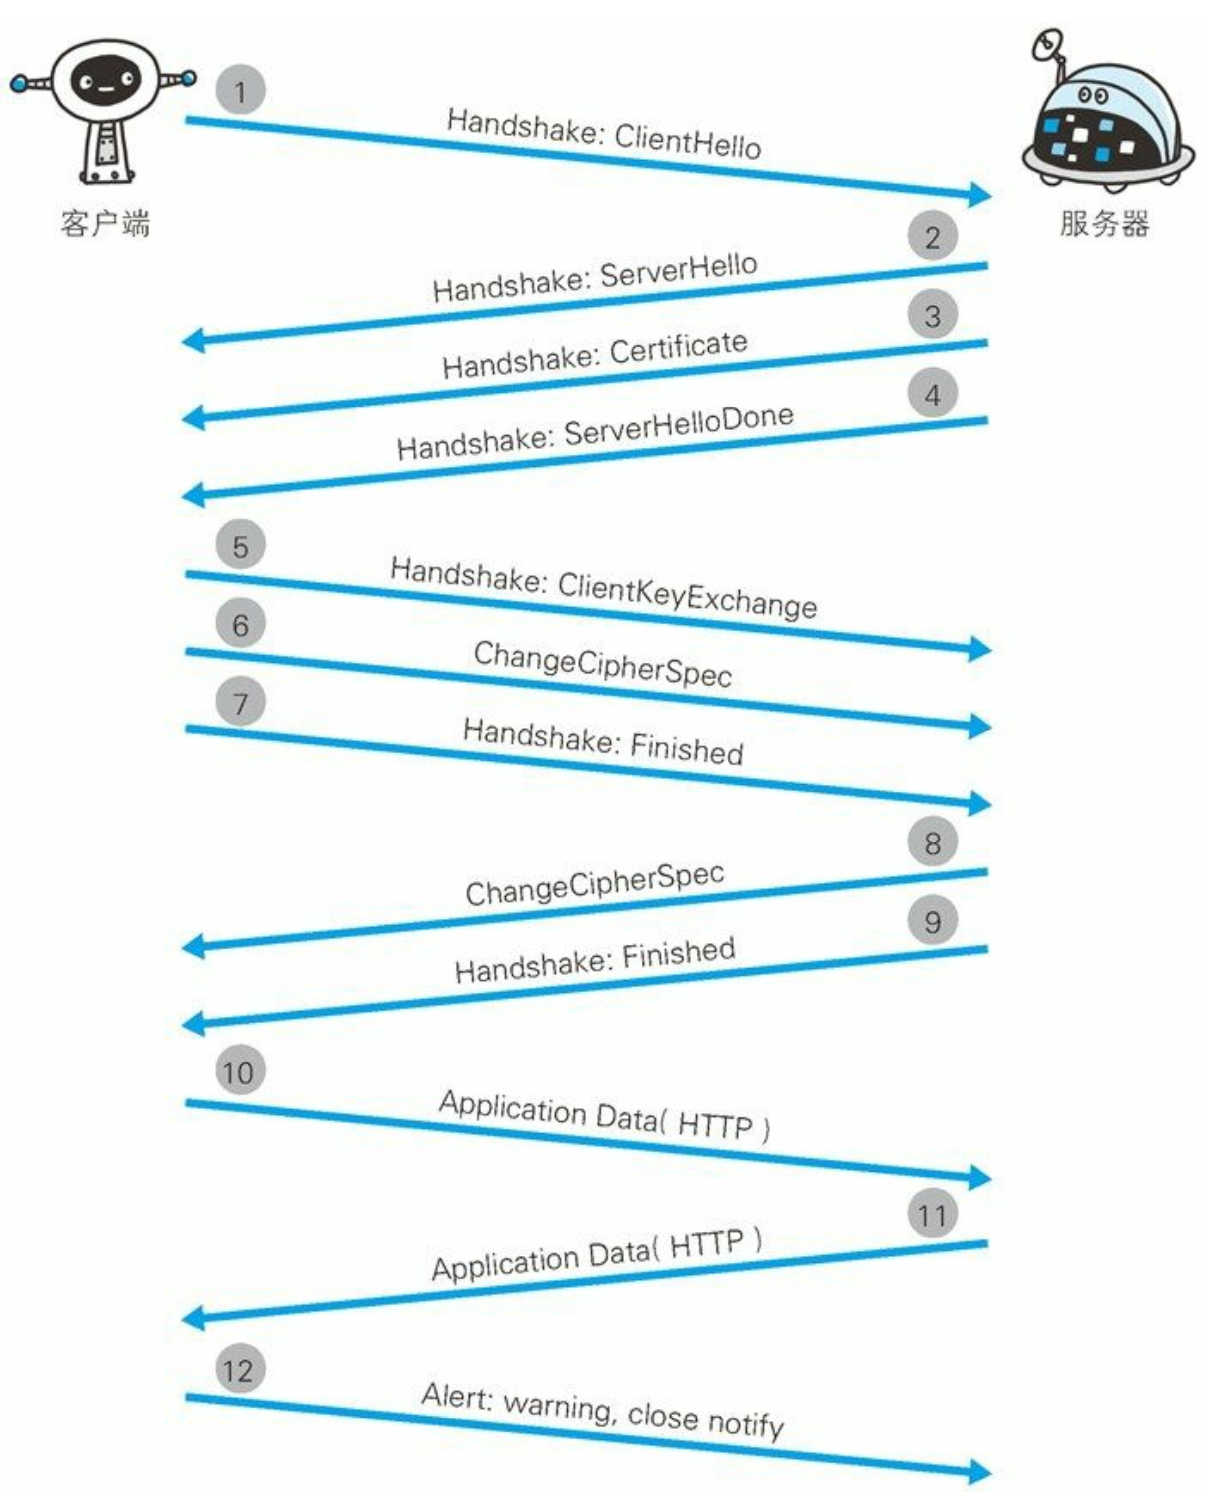 1
Handshake: ClientHello
客户端
服务器
2
Handshake: ServerHello
3
Handshake: Certificate
4
Handshake: ServerHelloDone
5
Handshake: ClientKeyExchange
6
ChangeCipherSpec
7
Handshake: Finished
8
ChangeCipherSpec
9
Handshake: Finished
10
Application Data( HTTP )
11
Application Data( HTTP )
12
Alert: warning, close notify